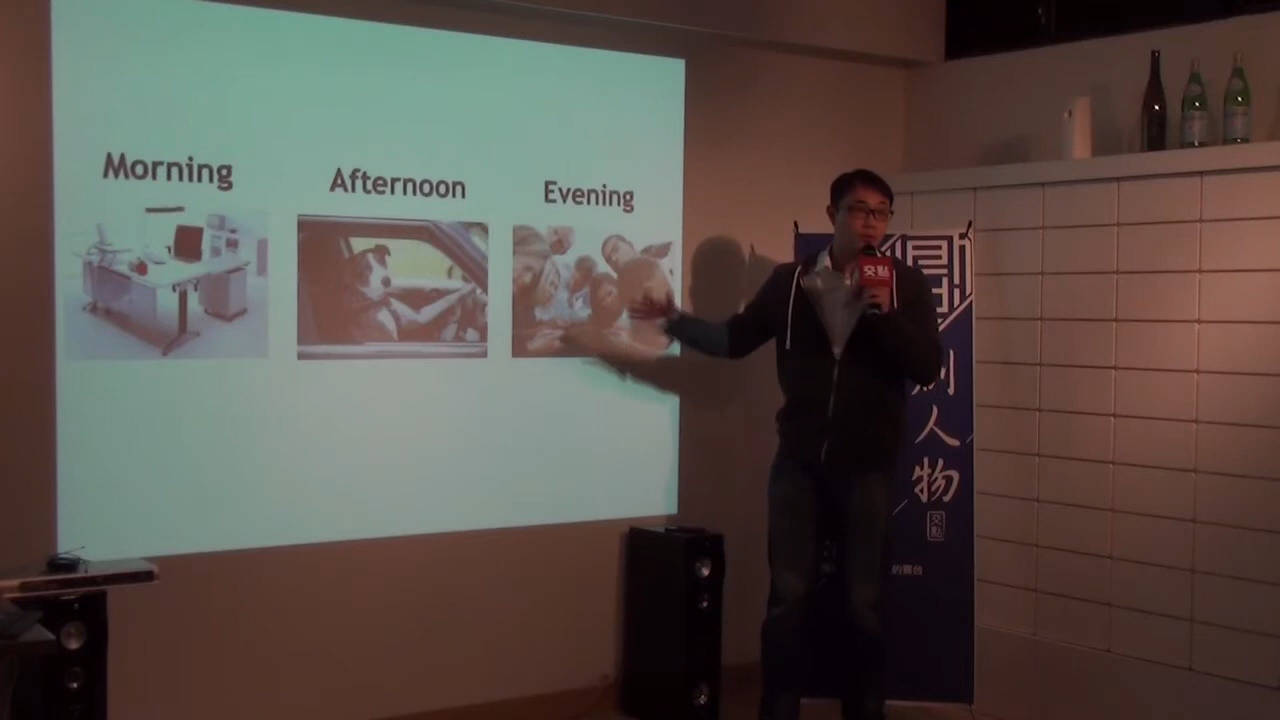 Morning
Afternoon
Evening
交點
人
物
交
點
的舞台